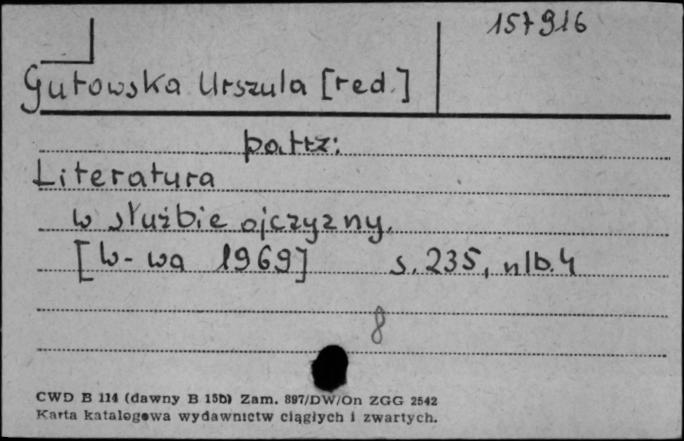 157916
Gutowska Urszula [red.]
patrz:
Literatura
w służbie ojczyzny.
[W-wa 1969] s. 235, nlb. 4
8
CWD B 114 (dawny B 15b) Zam. 897/DW/On ZGG 2542
Karta katalogowa wydawnictw ciągłych i zwartych.